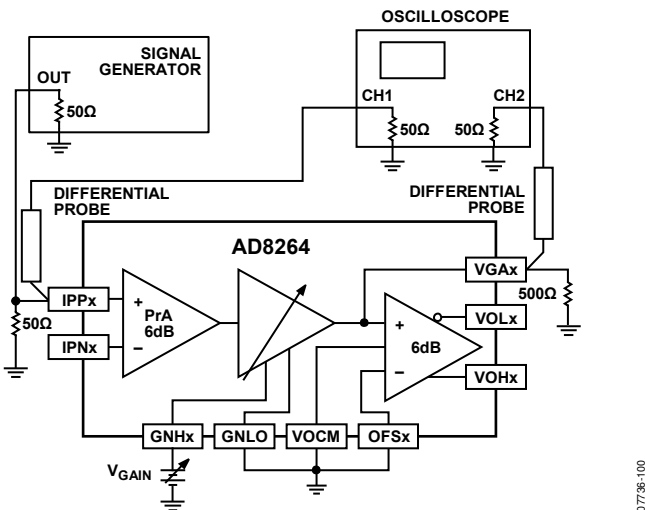 OSCILLOSCOPE
SIGNAL
GENERATOR
OUT
50Ω
CH1
CH2
50Ω
50Ω
DIFFERENTIAL
PROBE
DIFFERENTIAL
PROBE
AD8264
VGAx
500Ω
IPPx
+
PrA
6dB
–
50Ω
IPNx
+
6dB
–
VOLx
VOHx
GNHx
GNLO
VOCM
OFSx
VGAIN
07736-100